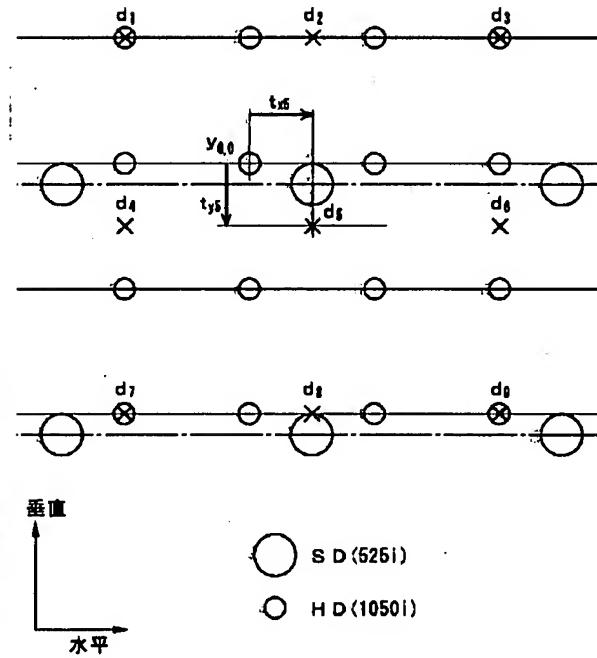 d₁ d₂ d₃
tₓ₅
y₀,₀
d₄ t_y5 d₅ d₆
d₇ d₈ d₉
垂直
水平
SD(525i)
HD(1050i)